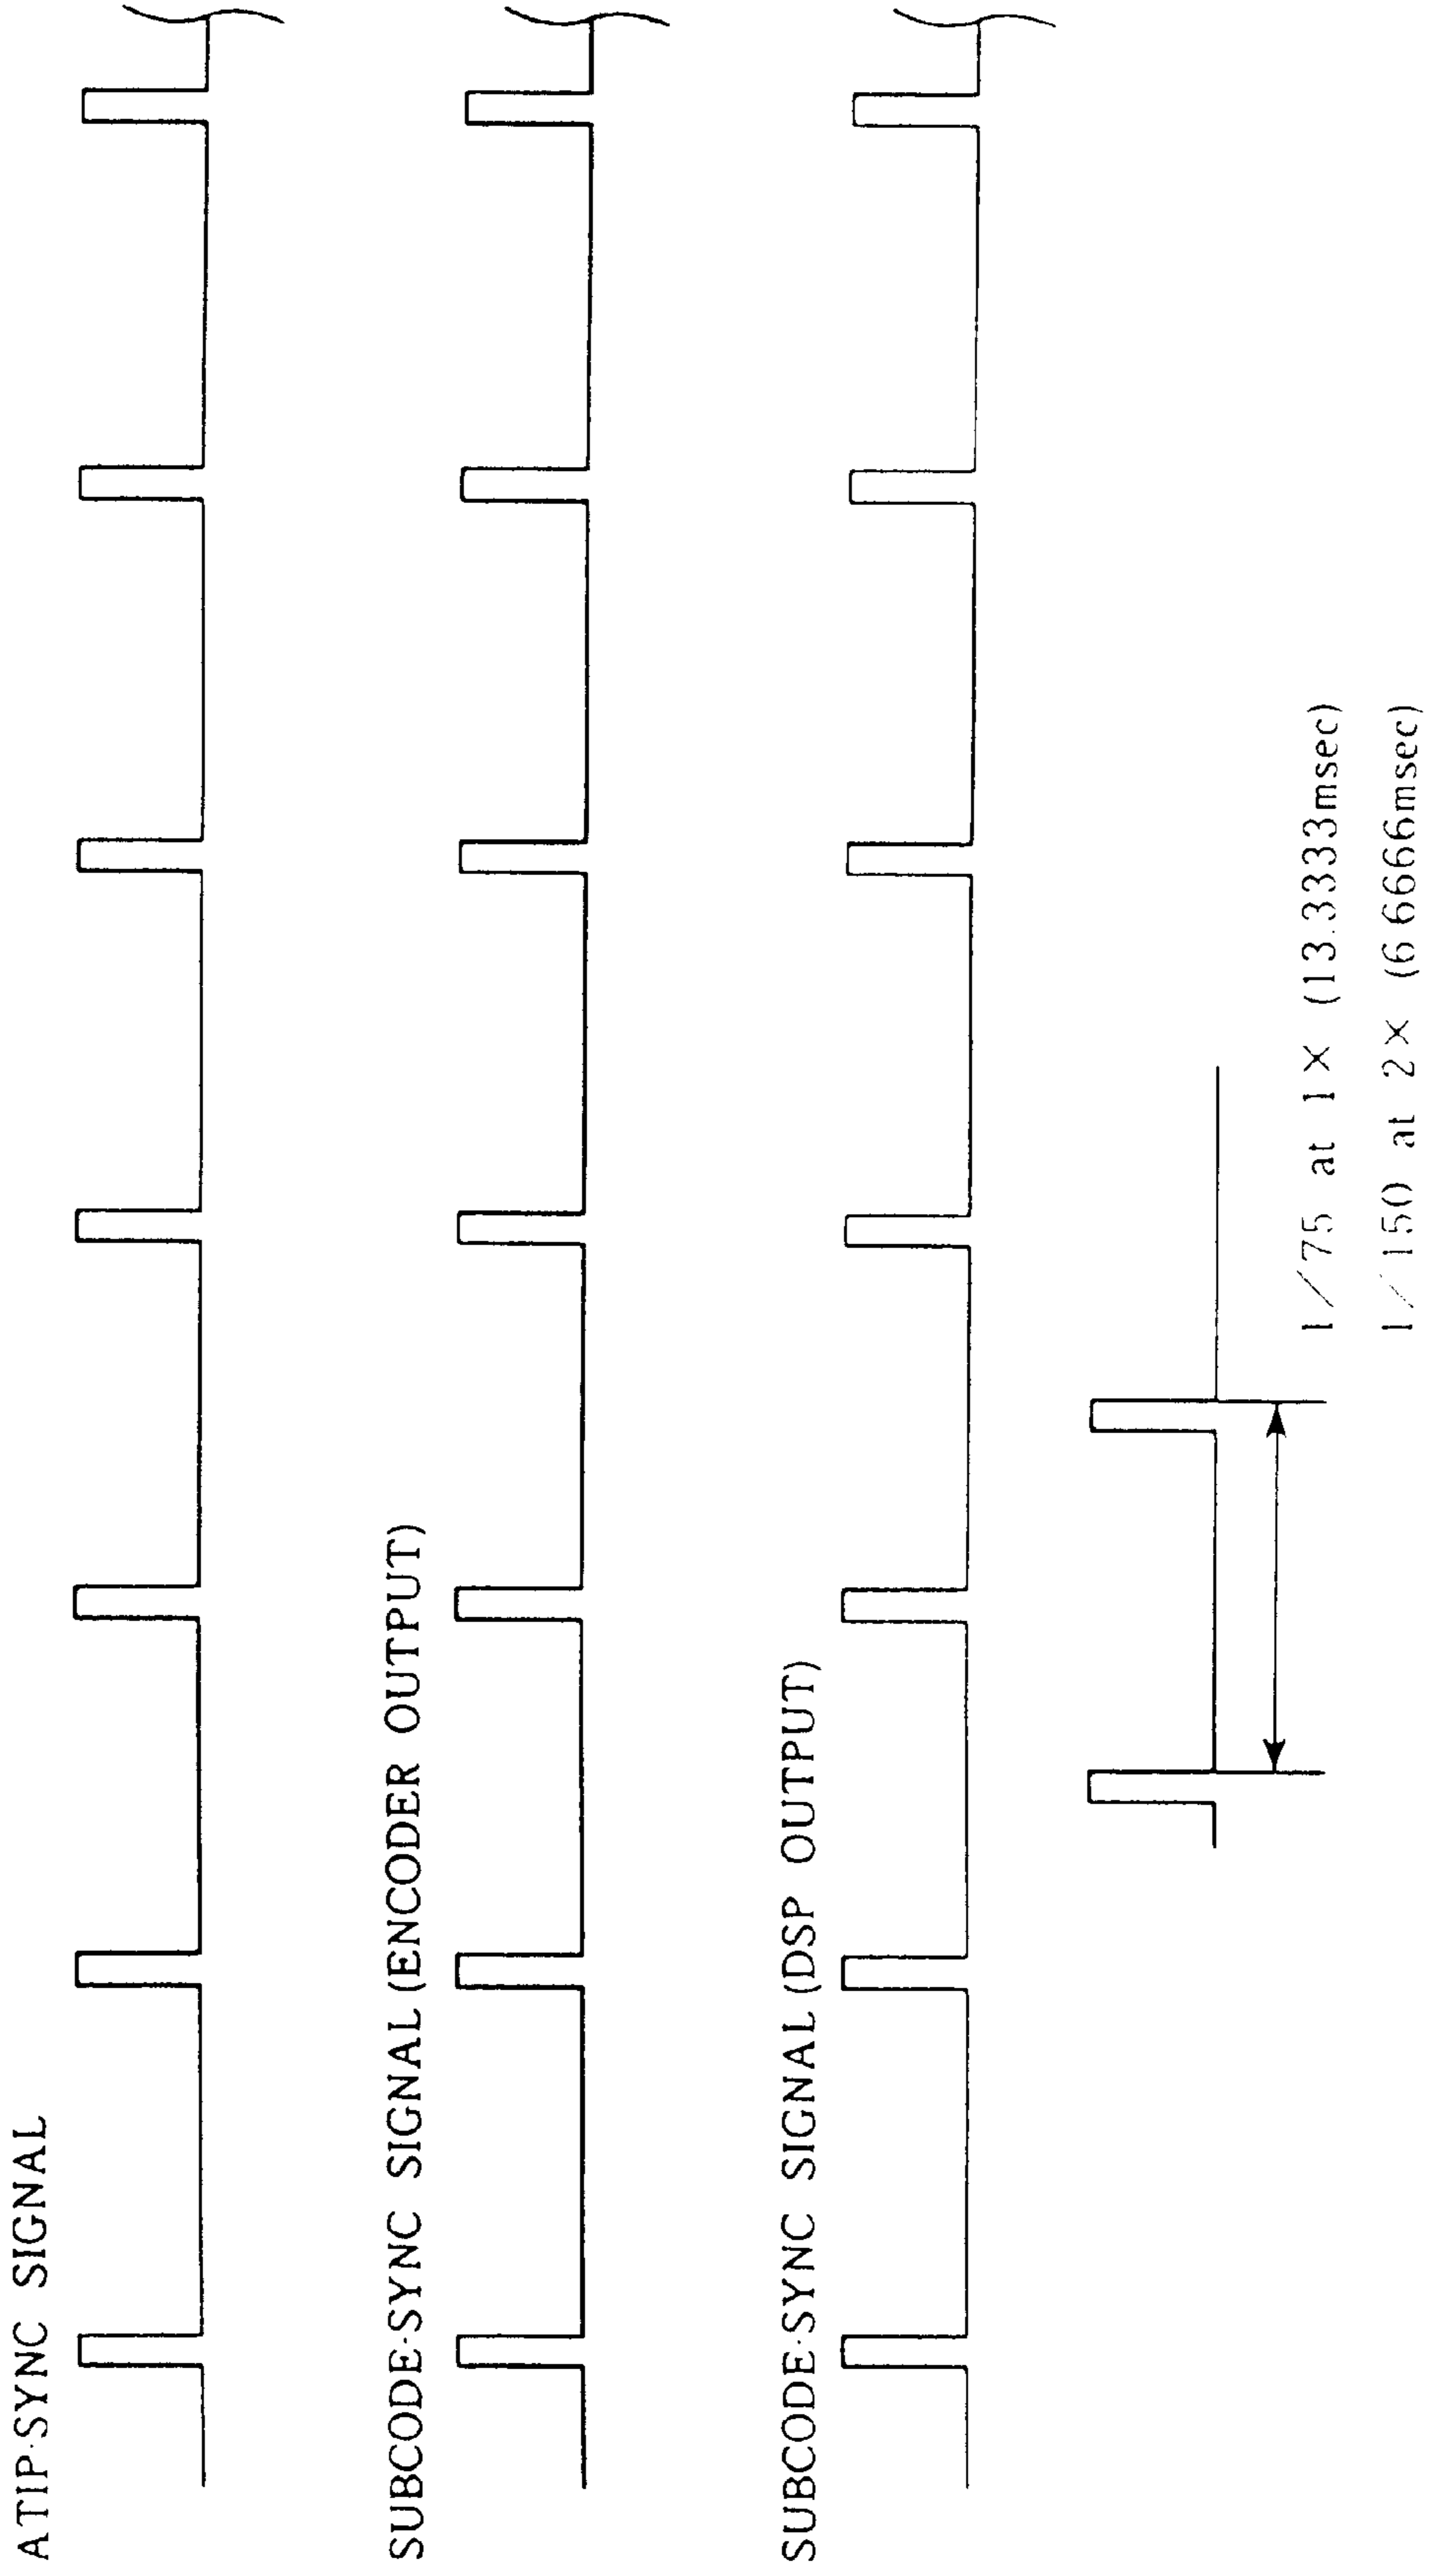 ATIP·SYNC SIGNAL
SUBCODE·SYNC SIGNAL (ENCODER OUTPUT)
SUBCODE·SYNC SIGNAL (DSP OUTPUT)
1/75 at 1× (13.3333msec)
1/150 at 2× (6 6666msec)